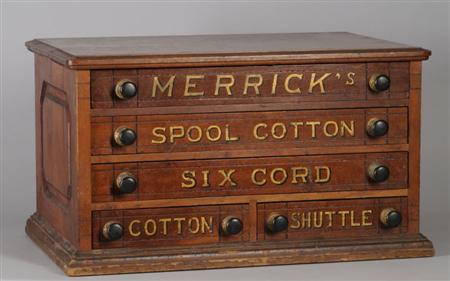 MERRICK'S
SPOOL COTTON
SIX CORD
COTTON SHUTTLE